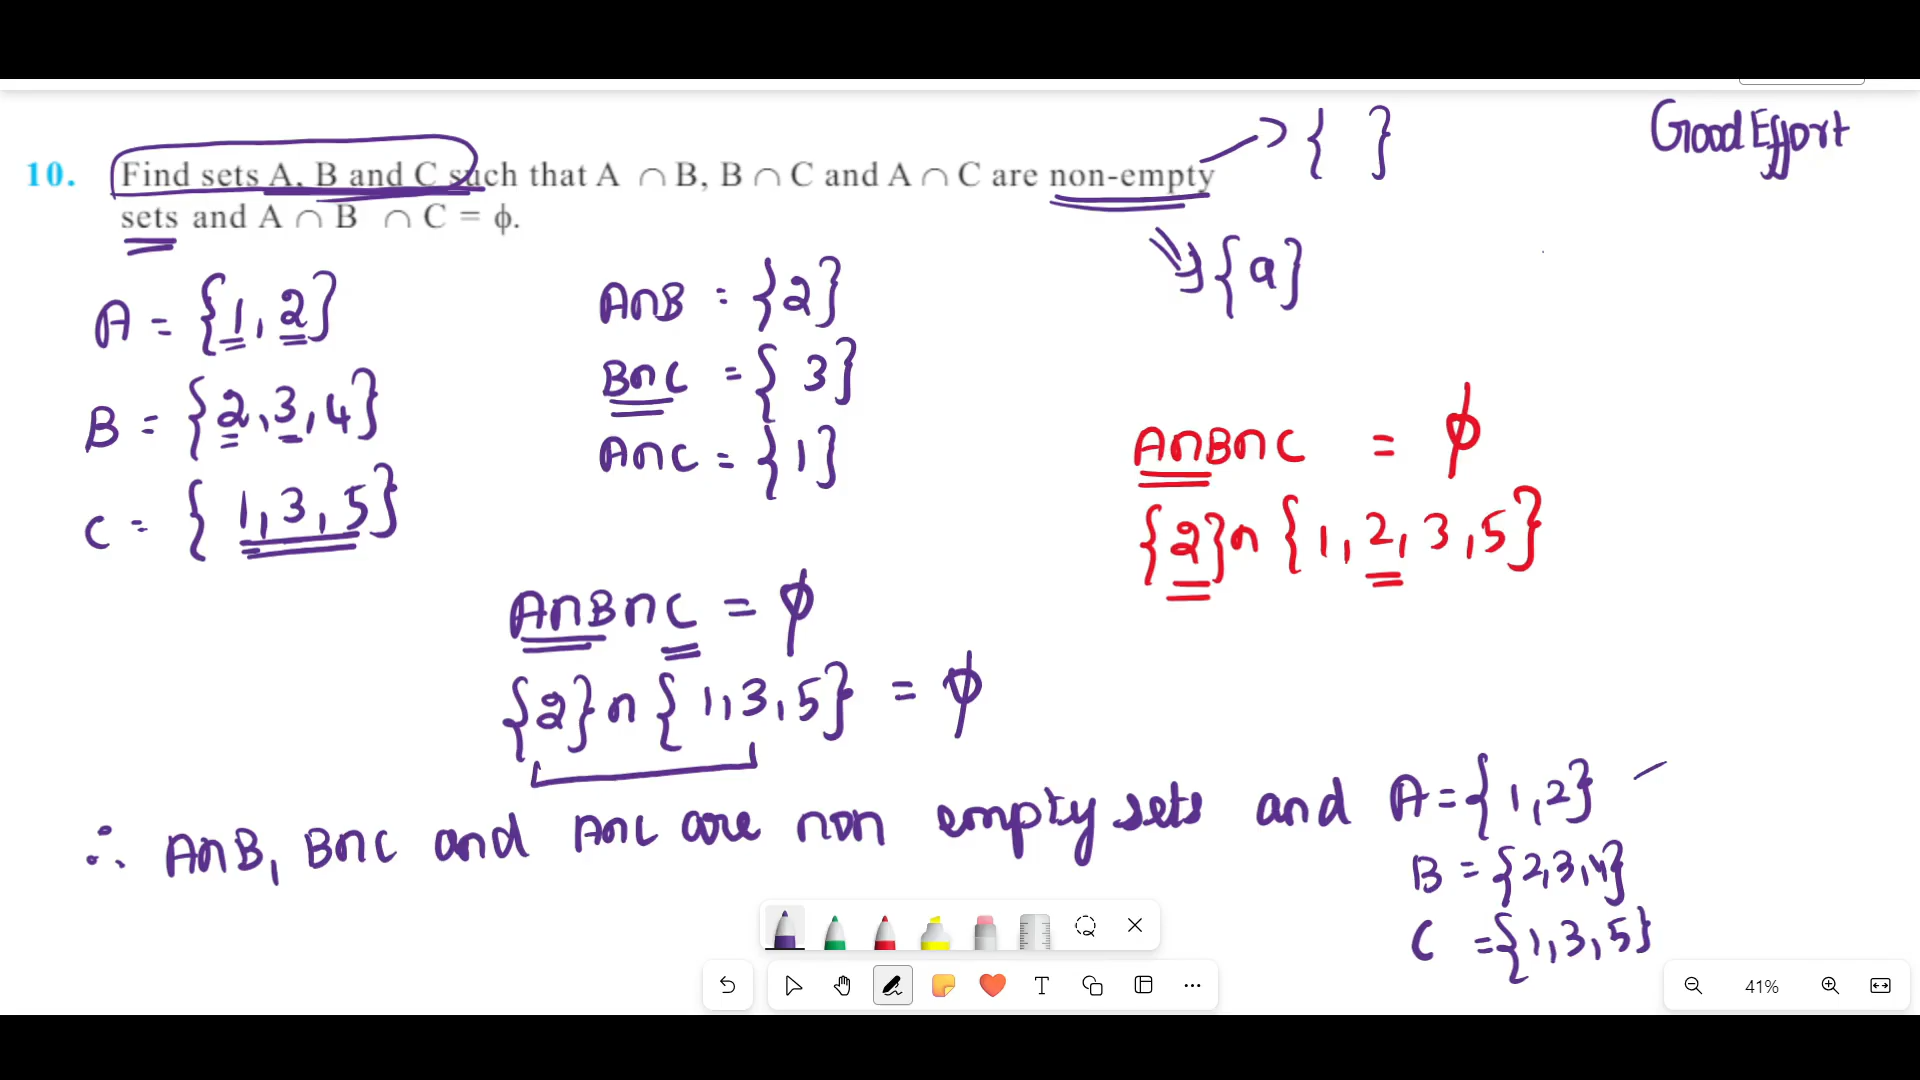 { }
Good Effort
10. Find sets A, B and C such that A ∩ B, B ∩ C and A ∩ C are non-empty
sets and A ∩ B ∩ C = ϕ.
{a}
A = {1, 2}
B = {2, 3, 4}
C = { 1, 3, 5}
A∩B = {2}
B∩C = { 3}
A∩C = {1}
A∩B∩C = ϕ
{2}∩ {1, 2, 3, 5}
A∩B∩C = ϕ
{2}∩ {1, 3, 5} = ϕ
∴ A∩B, B∩C and A∩C are non empty sets and A = {1, 2}
B = {2, 3, 4}
C = {1, 3, 5}
41%